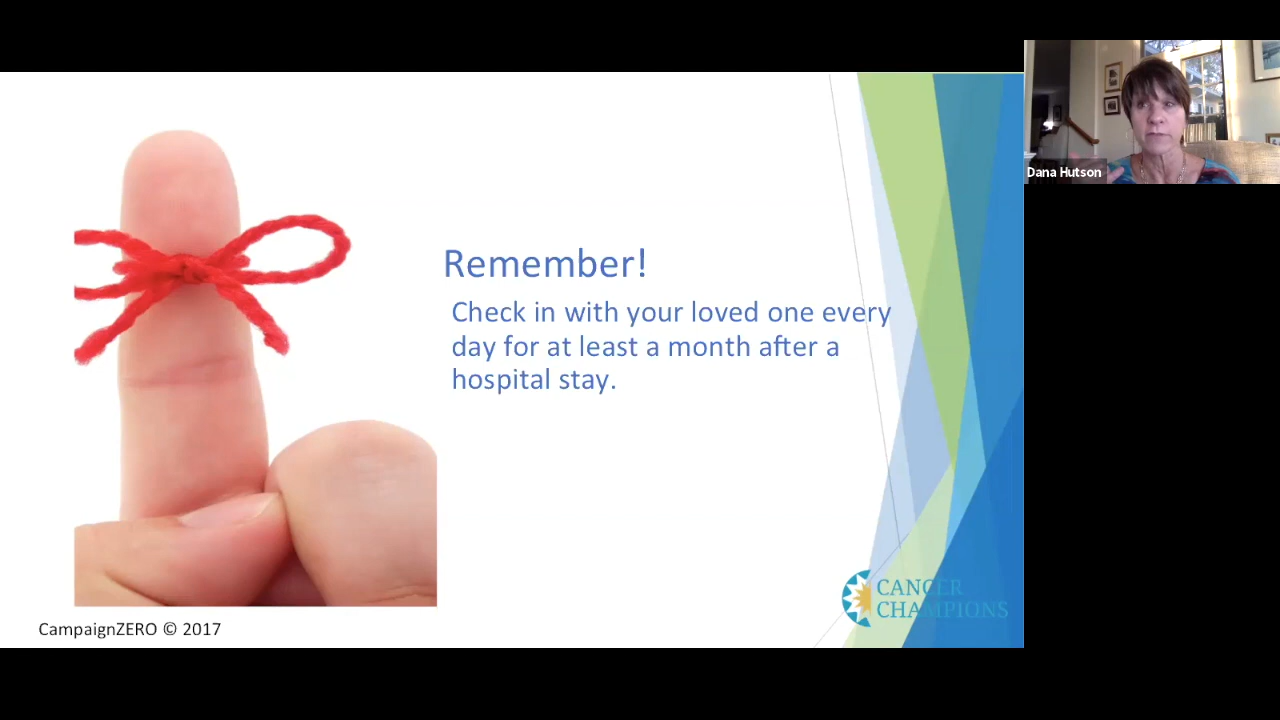 Remember!
Check in with your loved one every
day for at least a month after a
hospital stay.
CANCER
CHAMPIONS
CampaignZERO © 2017
Dana Hutson